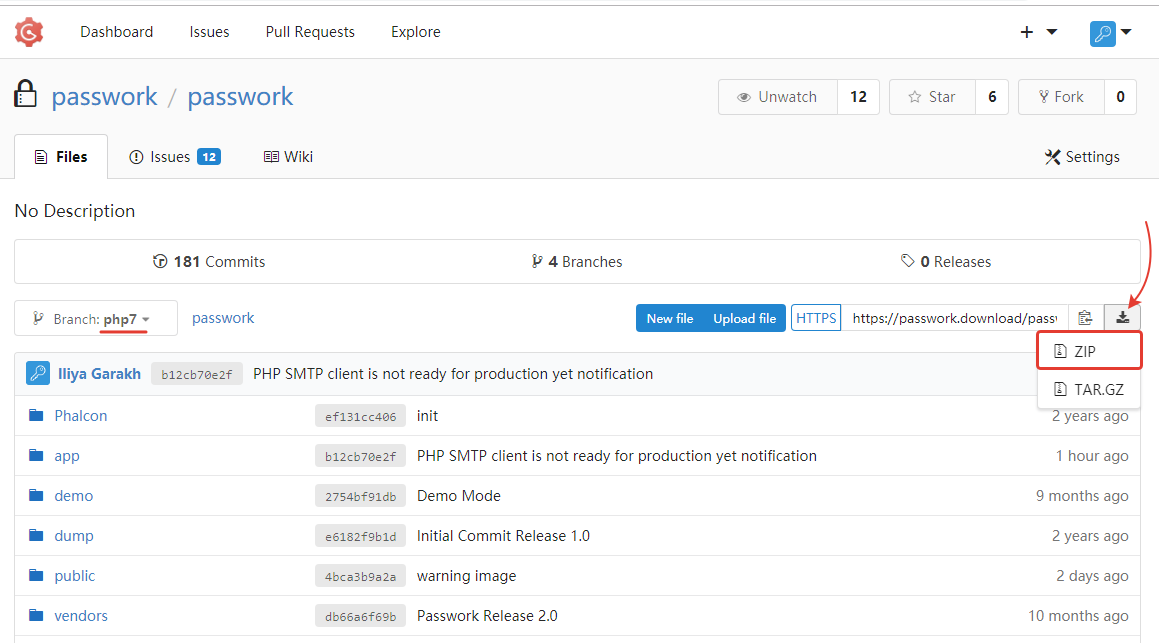 Dashboard Issues Pull Requests Explore
passwork / passwork Unwatch 12 Star 6 Fork 0
Files Issues 12 Wiki Settings
No Description
181 Commits 4 Branches 0 Releases
Branch: php7 passwork New file Upload file HTTPS https://passwork.download/passw
ZIP
TAR.GZ
Iliya Garakh b12cb70e2f PHP SMTP client is not ready for production yet notification
Phalcon ef131cc406 init 2 years ago
app b12cb70e2f PHP SMTP client is not ready for production yet notification 1 hour ago
demo 2754bf91db Demo Mode 9 months ago
dump e6182f9b1d Initial Commit Release 1.0 2 years ago
public 4bca3b9a2a warning image 2 days ago
vendors db66a6f69b Passwork Release 2.0 10 months ago